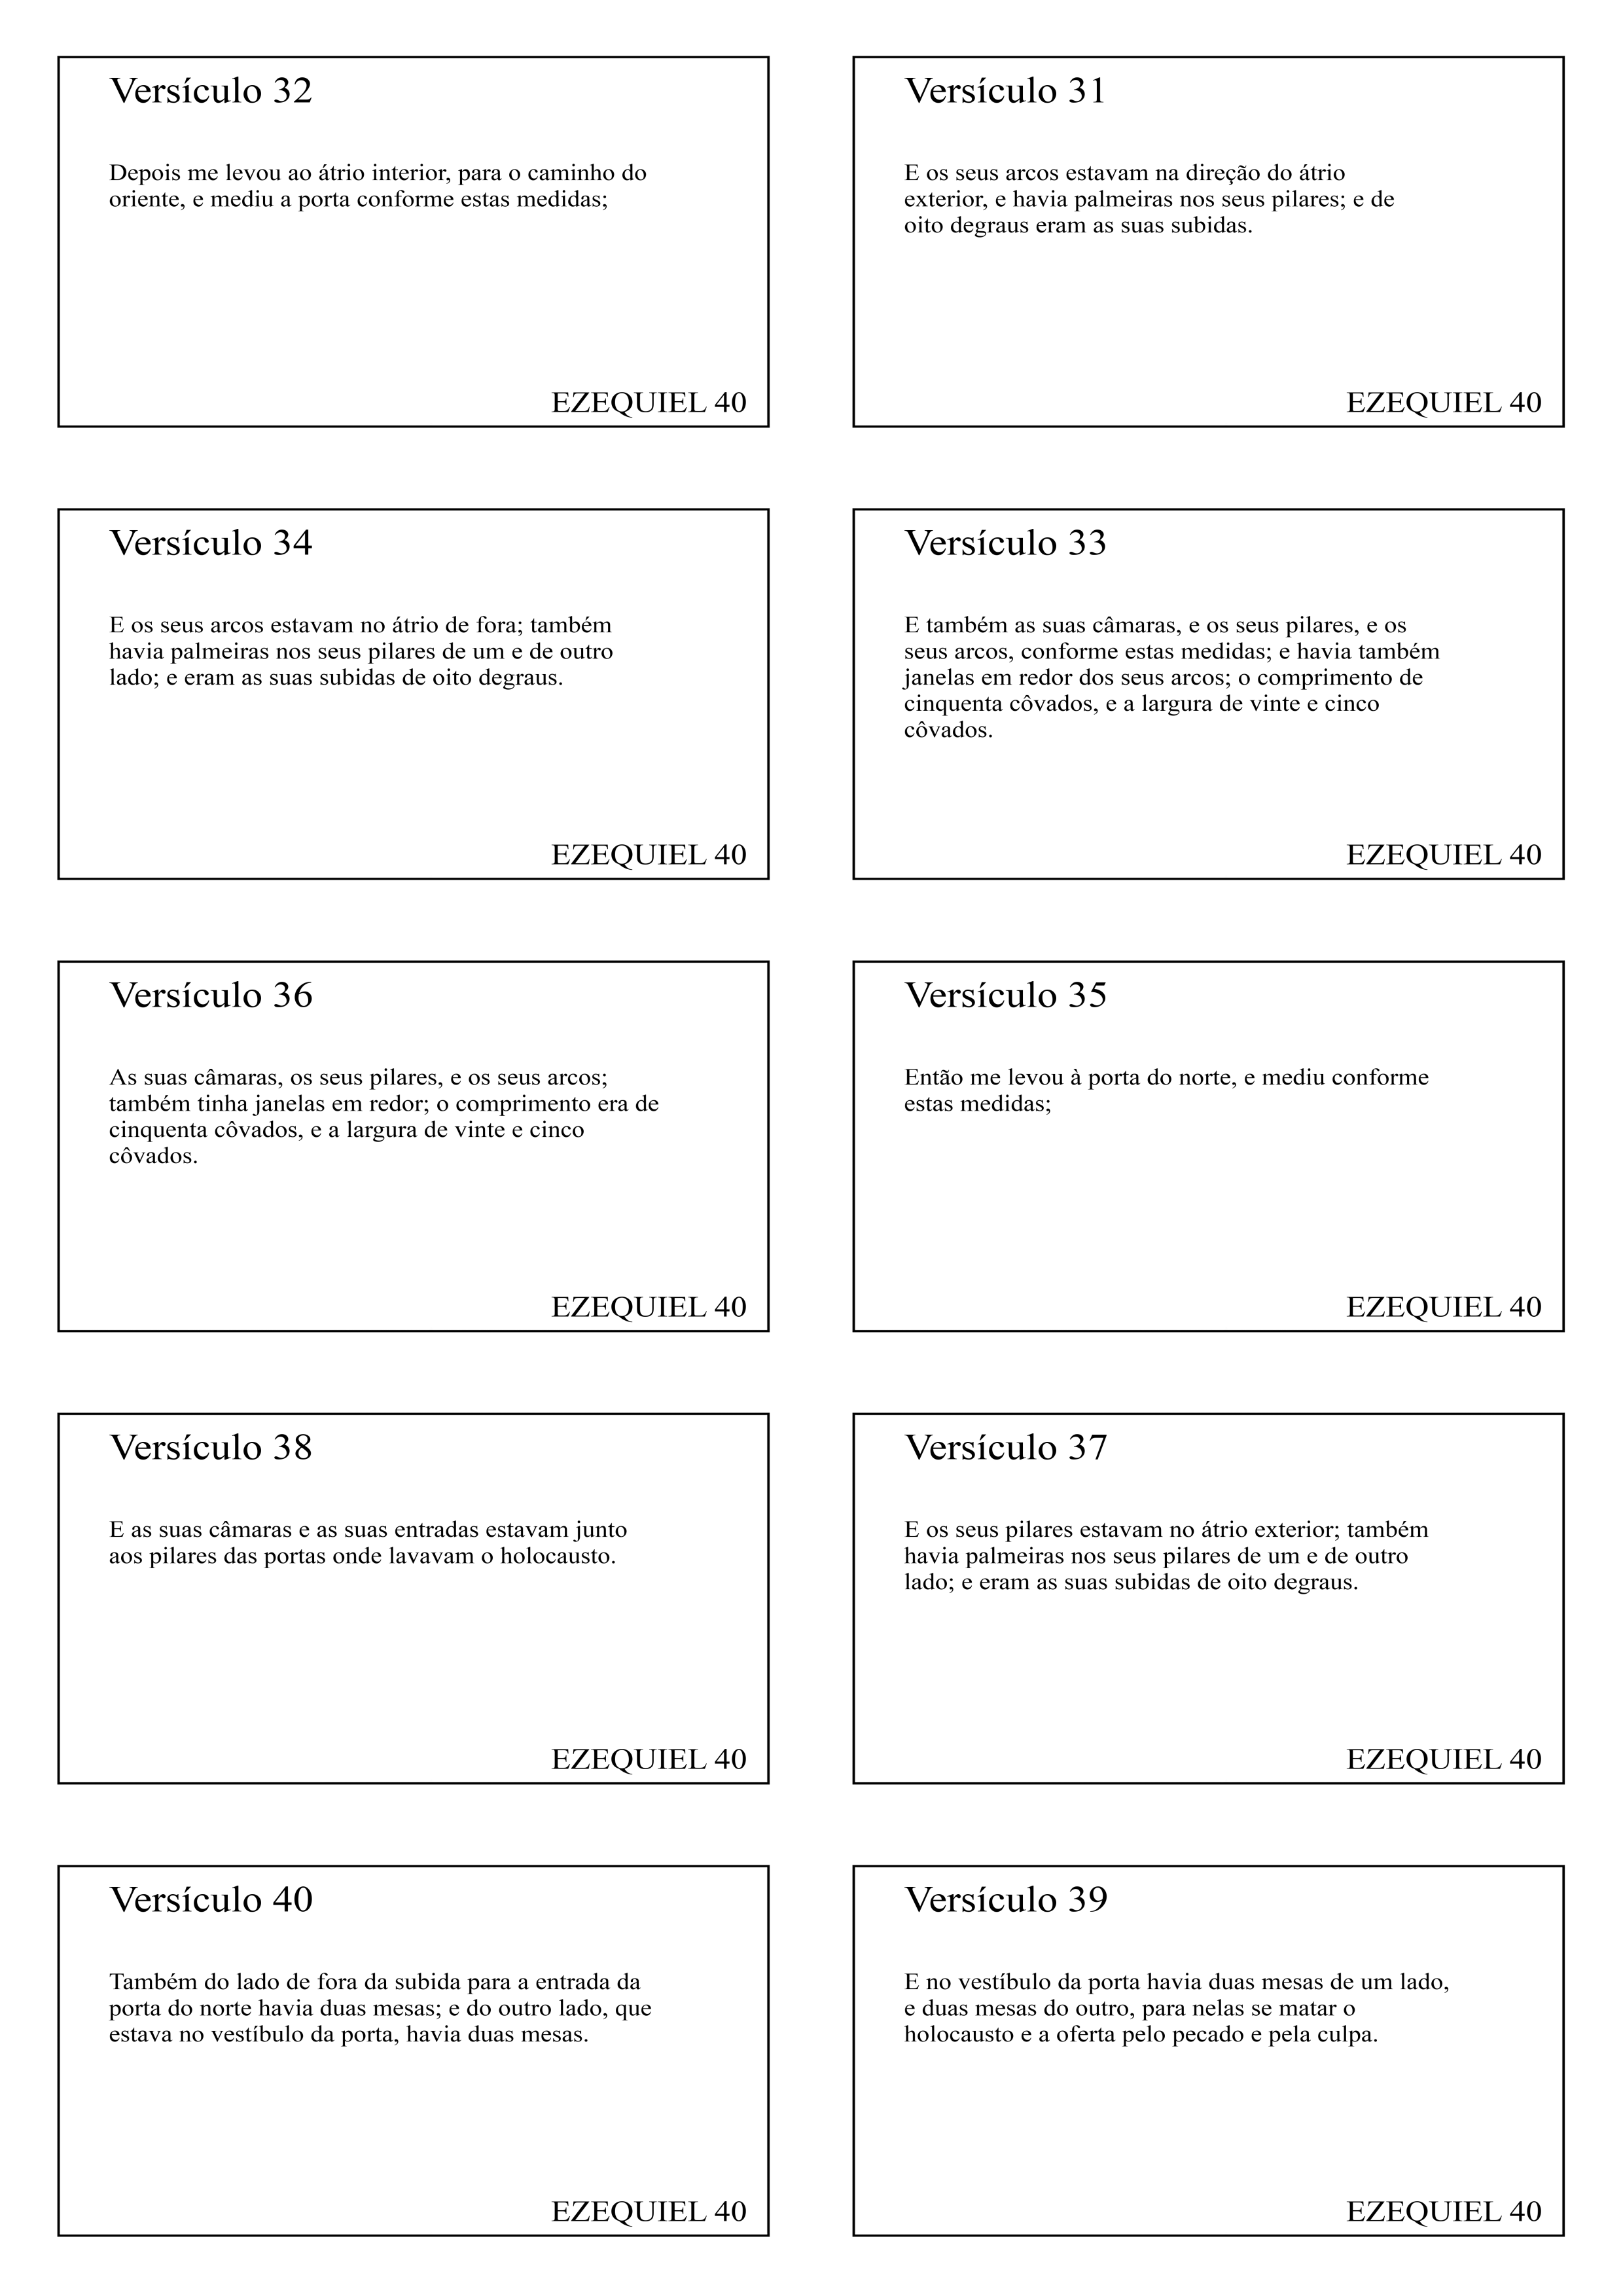 Versículo 32
Depois me levou ao átrio interior, para o caminho do
oriente, e mediu a porta conforme estas medidas;
EZEQUIEL 40
Versículo 31
E os seus arcos estavam na direção do átrio
exterior, e havia palmeiras nos seus pilares; e de
oito degraus eram as suas subidas.
EZEQUIEL 40
Versículo 34
E os seus arcos estavam no átrio de fora; também
havia palmeiras nos seus pilares de um e de outro
lado; e eram as suas subidas de oito degraus.
EZEQUIEL 40
Versículo 33
E também as suas câmaras, e os seus pilares, e os
seus arcos, conforme estas medidas; e havia também
janelas em redor dos seus arcos; o comprimento de
cinquenta côvados, e a largura de vinte e cinco
côvados.
EZEQUIEL 40
Versículo 36
As suas câmaras, os seus pilares, e os seus arcos;
também tinha janelas em redor; o comprimento era de
cinquenta côvados, e a largura de vinte e cinco
côvados.
EZEQUIEL 40
Versículo 35
Então me levou à porta do norte, e mediu conforme
estas medidas;
EZEQUIEL 40
Versículo 38
E as suas câmaras e as suas entradas estavam junto
aos pilares das portas onde lavavam o holocausto.
EZEQUIEL 40
Versículo 37
E os seus pilares estavam no átrio exterior; também
havia palmeiras nos seus pilares de um e de outro
lado; e eram as suas subidas de oito degraus.
EZEQUIEL 40
Versículo 40
Também do lado de fora da subida para a entrada da
porta do norte havia duas mesas; e do outro lado, que
estava no vestíbulo da porta, havia duas mesas.
EZEQUIEL 40
Versículo 39
E no vestíbulo da porta havia duas mesas de um lado,
e duas mesas do outro, para nelas se matar o
holocausto e a oferta pelo pecado e pela culpa.
EZEQUIEL 40